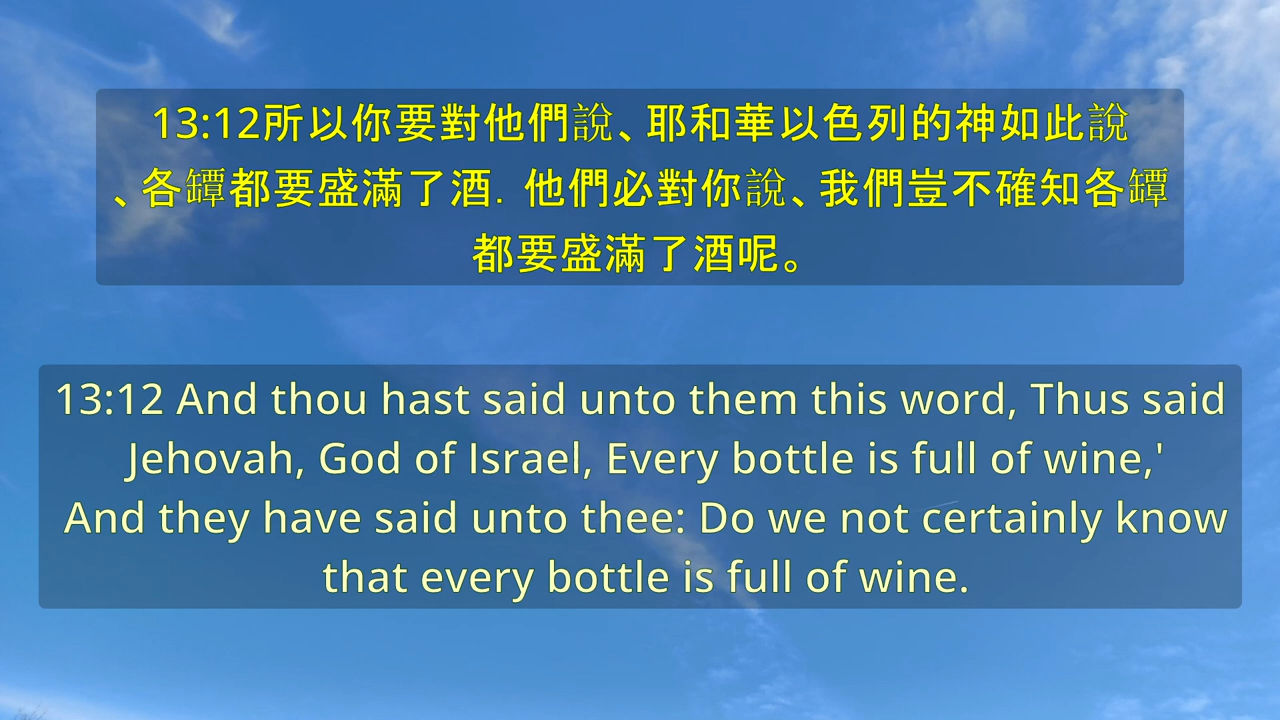 13:12所以你要對他們說、耶和華以色列的神如此說
、各罈都要盛滿了酒. 他們必對你說、我們豈不確知各罈
都要盛滿了酒呢。
13:12 And thou hast said unto them this word, Thus said
Jehovah, God of Israel, Every bottle is full of wine,'
And they have said unto thee: Do we not certainly know
that every bottle is full of wine.